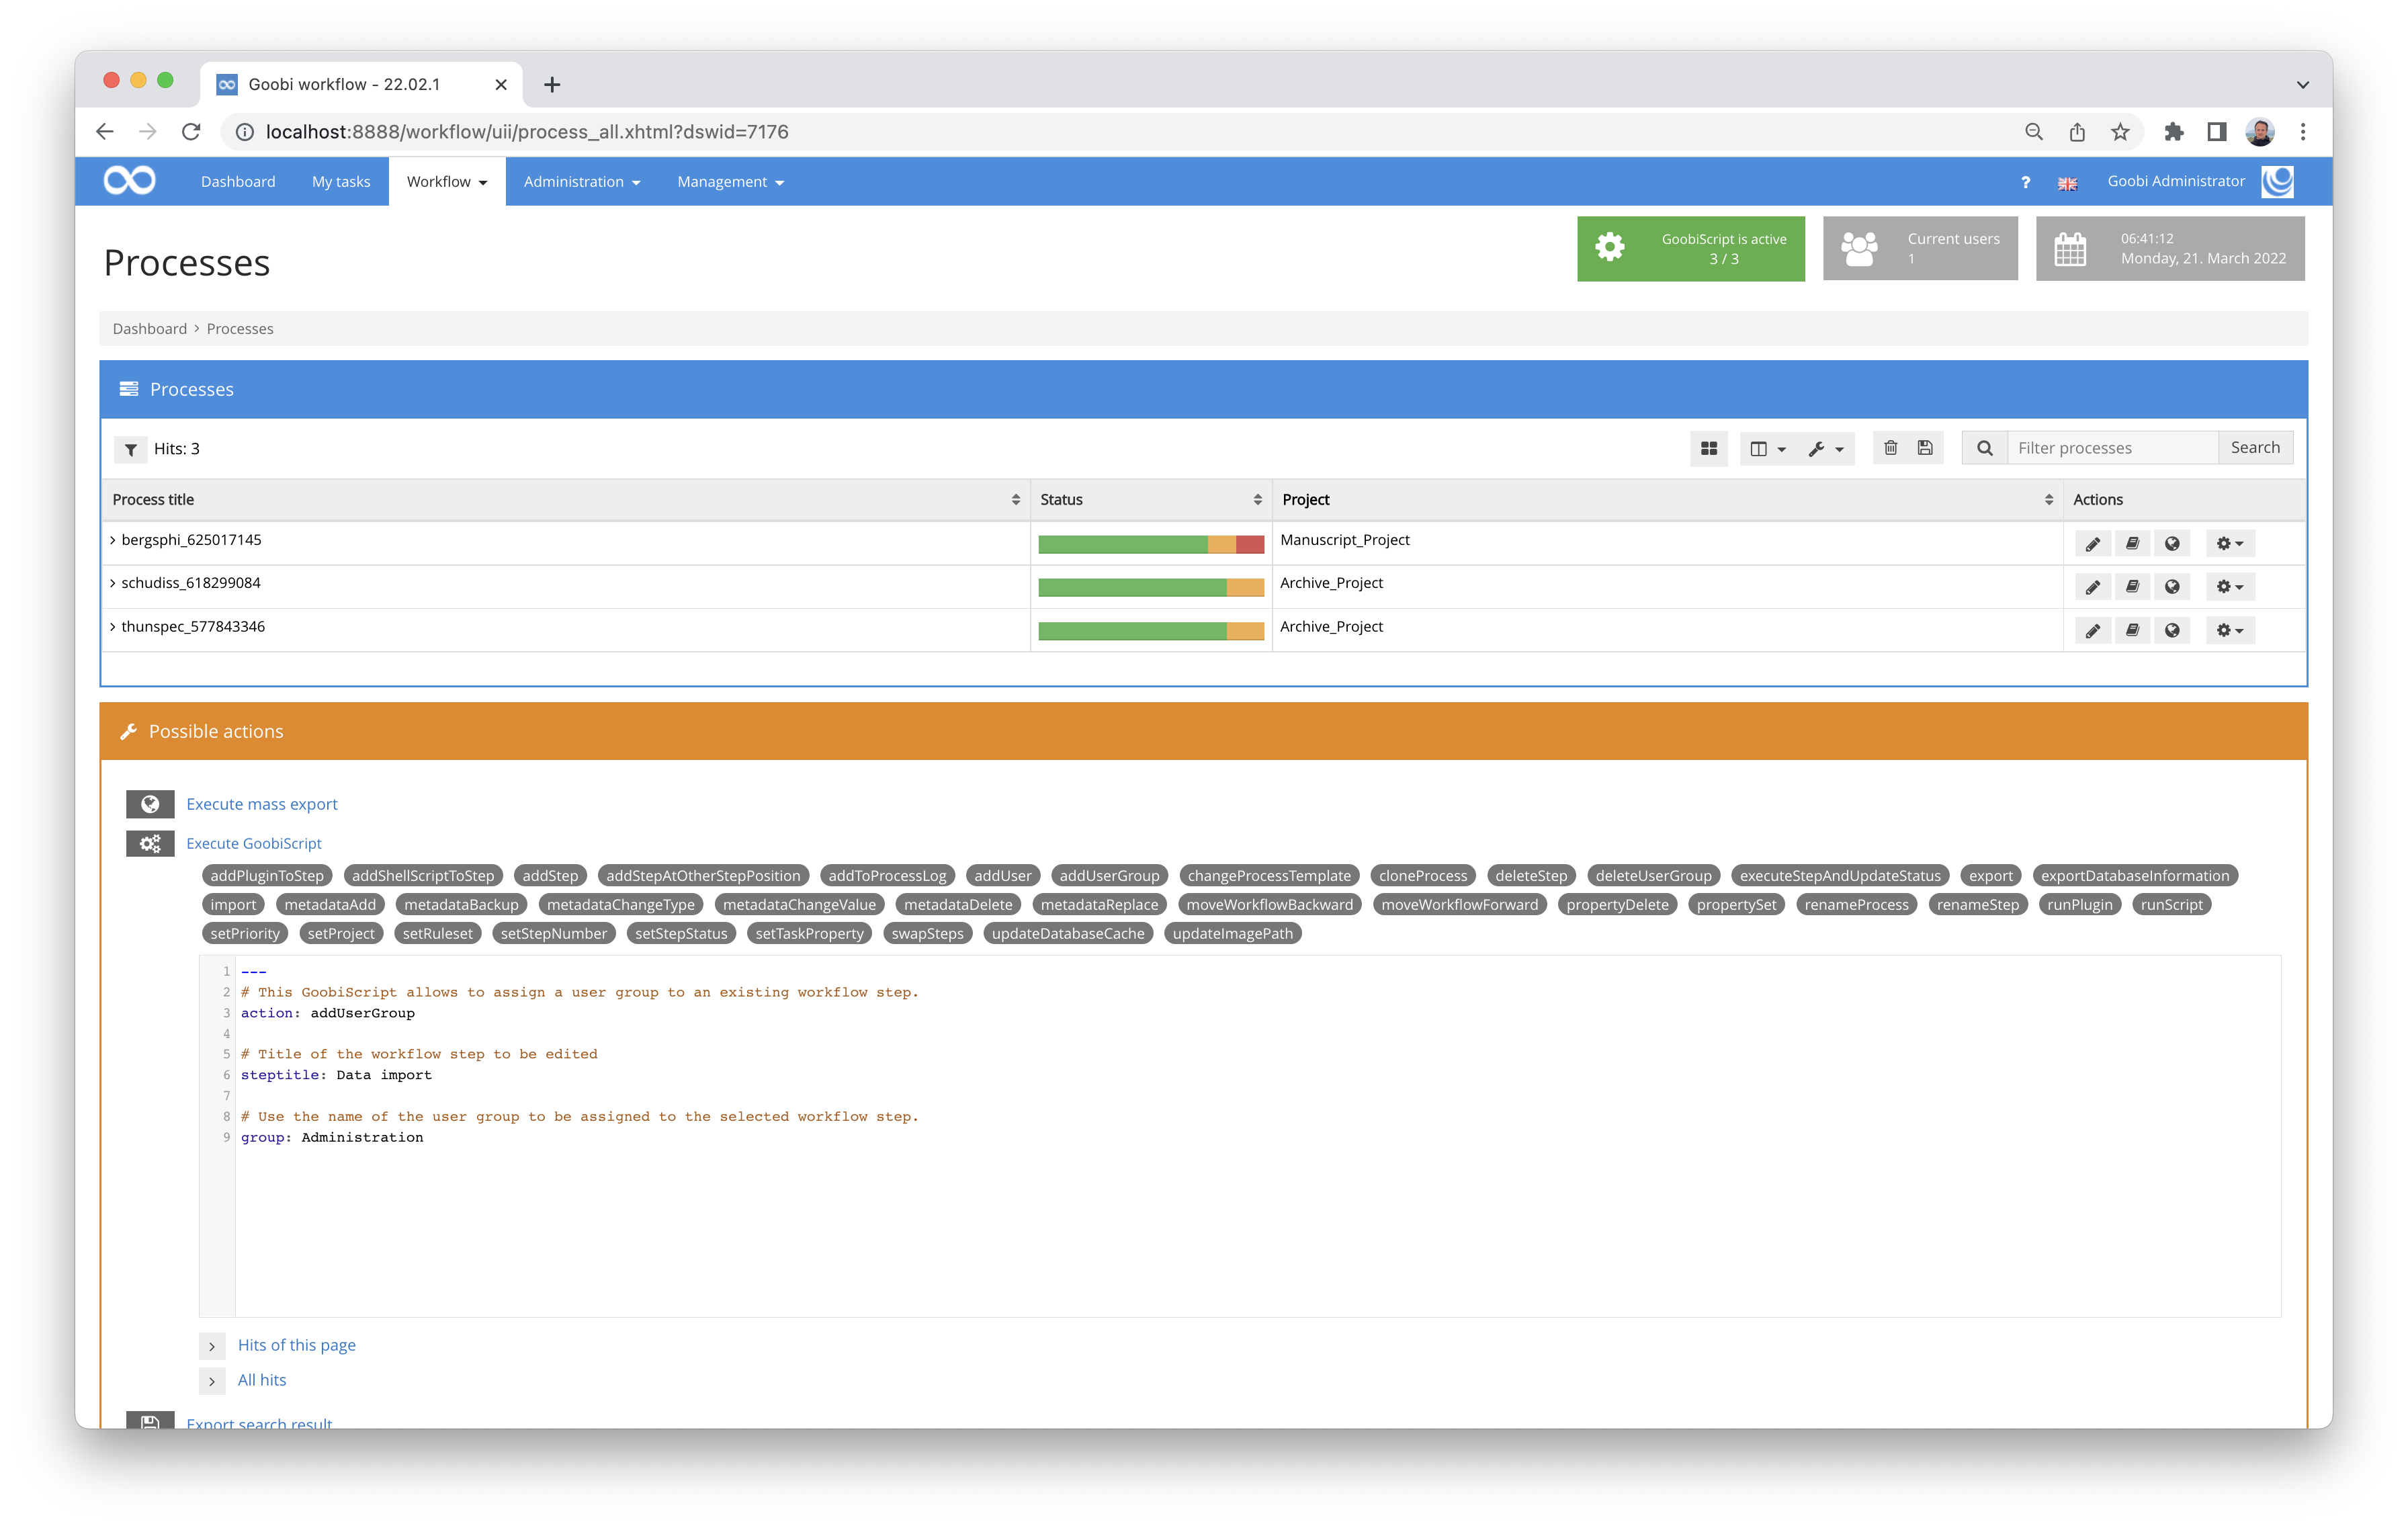 Goobi workflow - 22.02.1
localhost:8888/workflow/uii/process_all.xhtml?dswid=7176
Dashboard My tasks Workflow Administration Management ? Goobi Administrator
Processes
GoobiScript is active
3 / 3
Current users
1
06:41:12
Monday, 21. March 2022
Dashboard > Processes
Processes
Hits: 3
Filter processes Search
Process title Status Project Actions
bergsphi_625017145 Manuscript_Project
schudiss_618299084 Archive_Project
thunspec_577843346 Archive_Project
Possible actions
Execute mass export
Execute GoobiScript
addPluginToStep addShellScriptToStep addStep addStepAtOtherStepPosition addToProcessLog addUser addUserGroup changeProcessTemplate cloneProcess deleteStep deleteUserGroup executeStepAndUpdateStatus export exportDatabaseInformation
import metadataAdd metadataBackup metadataChangeType metadataChangeValue metadataDelete metadataReplace moveWorkflowBackward moveWorkflowForward propertyDelete propertySet renameProcess renameStep runPlugin runScript
setPriority setProject setRuleset setStepNumber setStepStatus setTaskProperty swapSteps updateDatabaseCache updateImagePath
1 ---
2 # This GoobiScript allows to assign a user group to an existing workflow step.
3 action: addUserGroup
4
5 # Title of the workflow step to be edited
6 steptitle: Data import
7
8 # Use the name of the user group to be assigned to the selected workflow step.
9 group: Administration
Hits of this page
All hits
Export search result